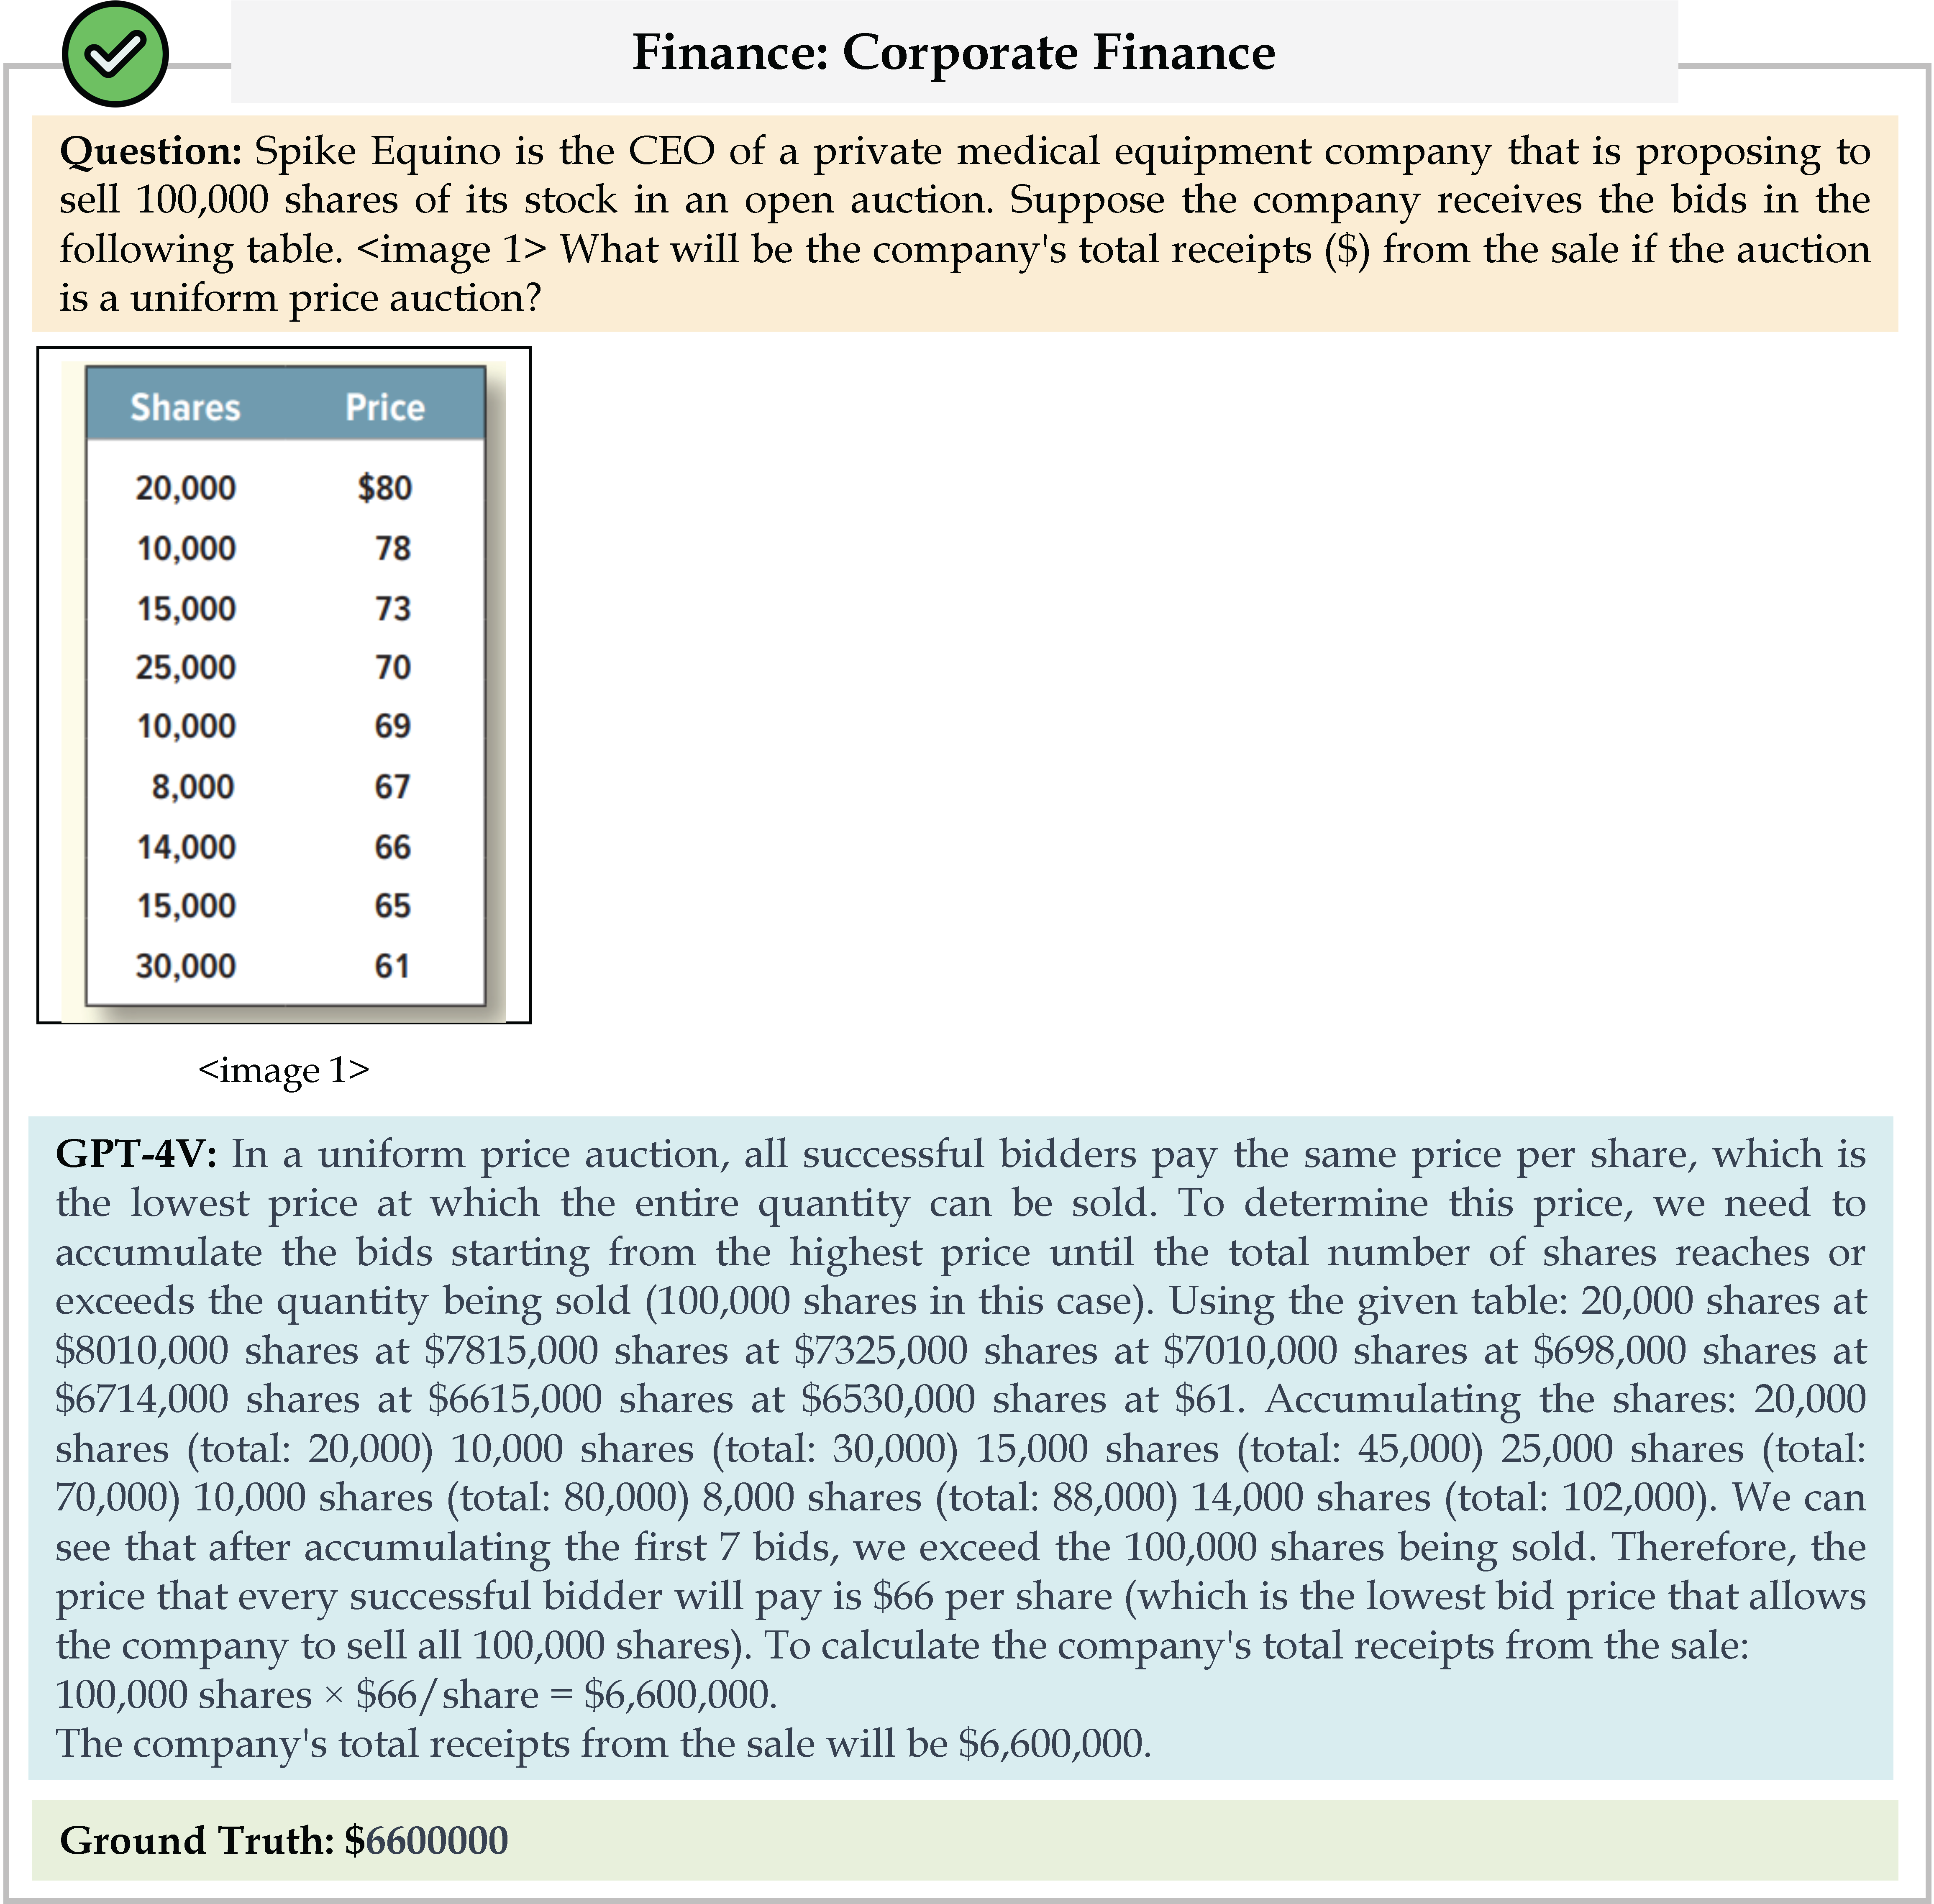 Finance: Corporate Finance
Question: Spike Equino is the CEO of a private medical equipment company that is proposing to
sell 100,000 shares of its stock in an open auction. Suppose the company receives the bids in the
following table. <image 1> What will be the company's total receipts ($) from the sale if the auction
is a uniform price auction?
Shares Price
20,000 $80
10,000 78
15,000 73
25,000 70
10,000 69
8,000 67
14,000 66
15,000 65
30,000 61
<image 1>
GPT-4V: In a uniform price auction, all successful bidders pay the same price per share, which is
the lowest price at which the entire quantity can be sold. To determine this price, we need to
accumulate the bids starting from the highest price until the total number of shares reaches or
exceeds the quantity being sold (100,000 shares in this case). Using the given table: 20,000 shares at
$8010,000 shares at $7815,000 shares at $7325,000 shares at $7010,000 shares at $698,000 shares at
$6714,000 shares at $6615,000 shares at $6530,000 shares at $61. Accumulating the shares: 20,000
shares (total: 20,000) 10,000 shares (total: 30,000) 15,000 shares (total: 45,000) 25,000 shares (total:
70,000) 10,000 shares (total: 80,000) 8,000 shares (total: 88,000) 14,000 shares (total: 102,000). We can
see that after accumulating the first 7 bids, we exceed the 100,000 shares being sold. Therefore, the
price that every successful bidder will pay is $66 per share (which is the lowest bid price that allows
the company to sell all 100,000 shares). To calculate the company's total receipts from the sale:
100,000 shares × $66/share = $6,600,000.
The company's total receipts from the sale will be $6,600,000.
Ground Truth: $6600000